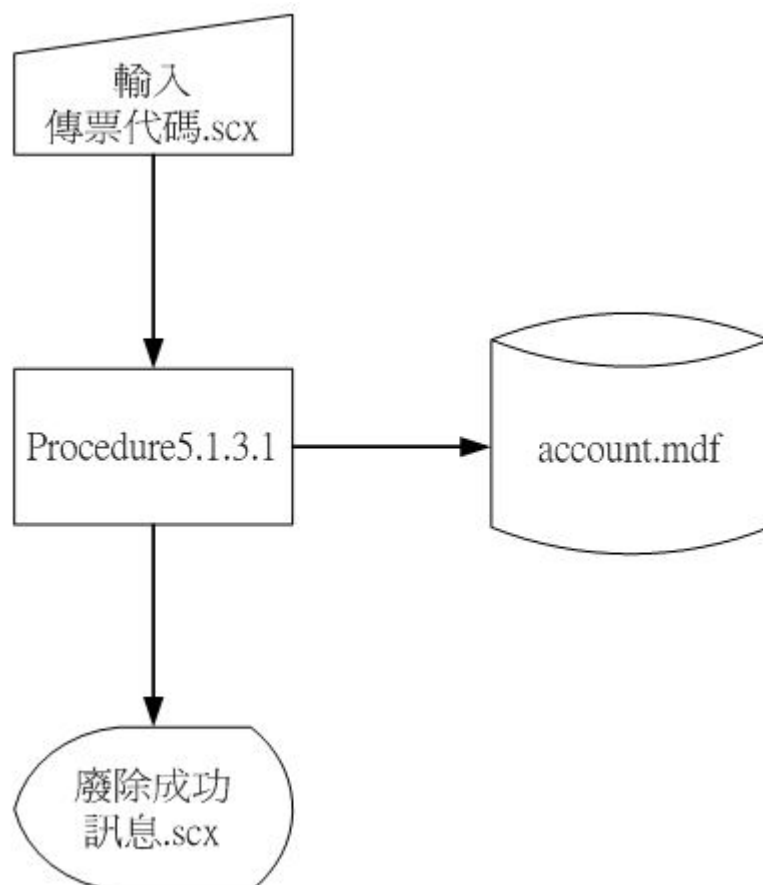 輸入
傳票代碼.scx
Procedure5.1.3.1
account.mdf
廢除成功
訊息.scx